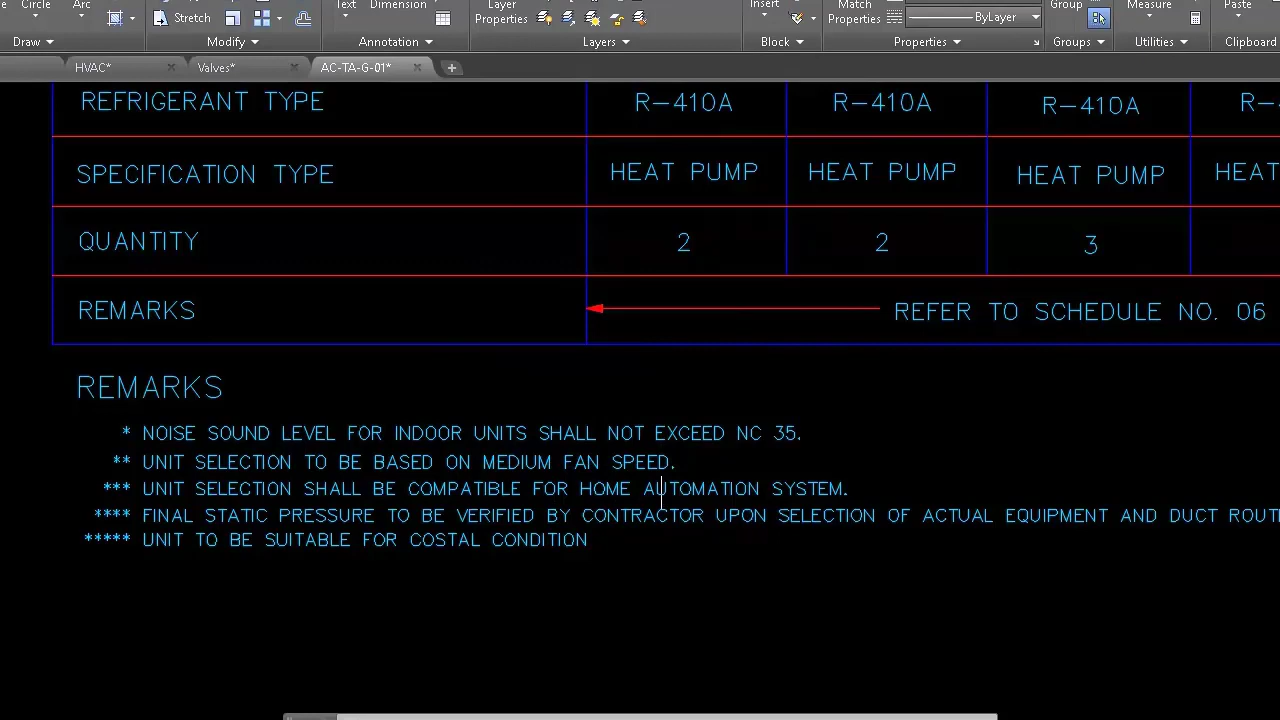 Circle Arc Text Dimension Layer Insert Match Group Measure Paste
Stretch Properties Properties ByLayer
Draw Modify Annotation Layers Block Properties Groups Utilities Clipboard
HVAC* Valves* AC-TA-G-01*
REFRIGERANT TYPE R-410A R-410A R-410A R-
SPECIFICATION TYPE HEAT PUMP HEAT PUMP HEAT PUMP HEAT
QUANTITY 2 2 3
REMARKS REFER TO SCHEDULE NO. 06
REMARKS
* NOISE SOUND LEVEL FOR INDOOR UNITS SHALL NOT EXCEED NC 35.
** UNIT SELECTION TO BE BASED ON MEDIUM FAN SPEED.
*** UNIT SELECTION SHALL BE COMPATIBLE FOR HOME AUTOMATION SYSTEM.
**** FINAL STATIC PRESSURE TO BE VERIFIED BY CONTRACTOR UPON SELECTION OF ACTUAL EQUIPMENT AND DUCT ROUT
***** UNIT TO BE SUITABLE FOR COSTAL CONDITION